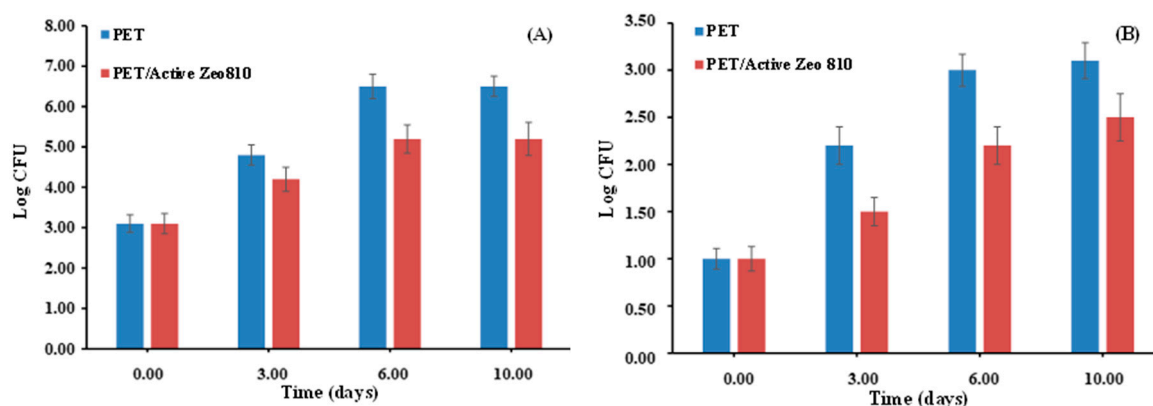 8.00
7.00
6.00
5.00
4.00
3.00
2.00
1.00
0.00
Log CFU
PET
PET/Active Zeo810
(A)
0.00 3.00 6.00 10.00
Time (days)
3.50
3.00
2.50
2.00
1.50
1.00
0.50
0.00
Log CFU
PET
PET/Active Zeo 810
(B)
0.00 3.00 6.00 10.00
Time (days)